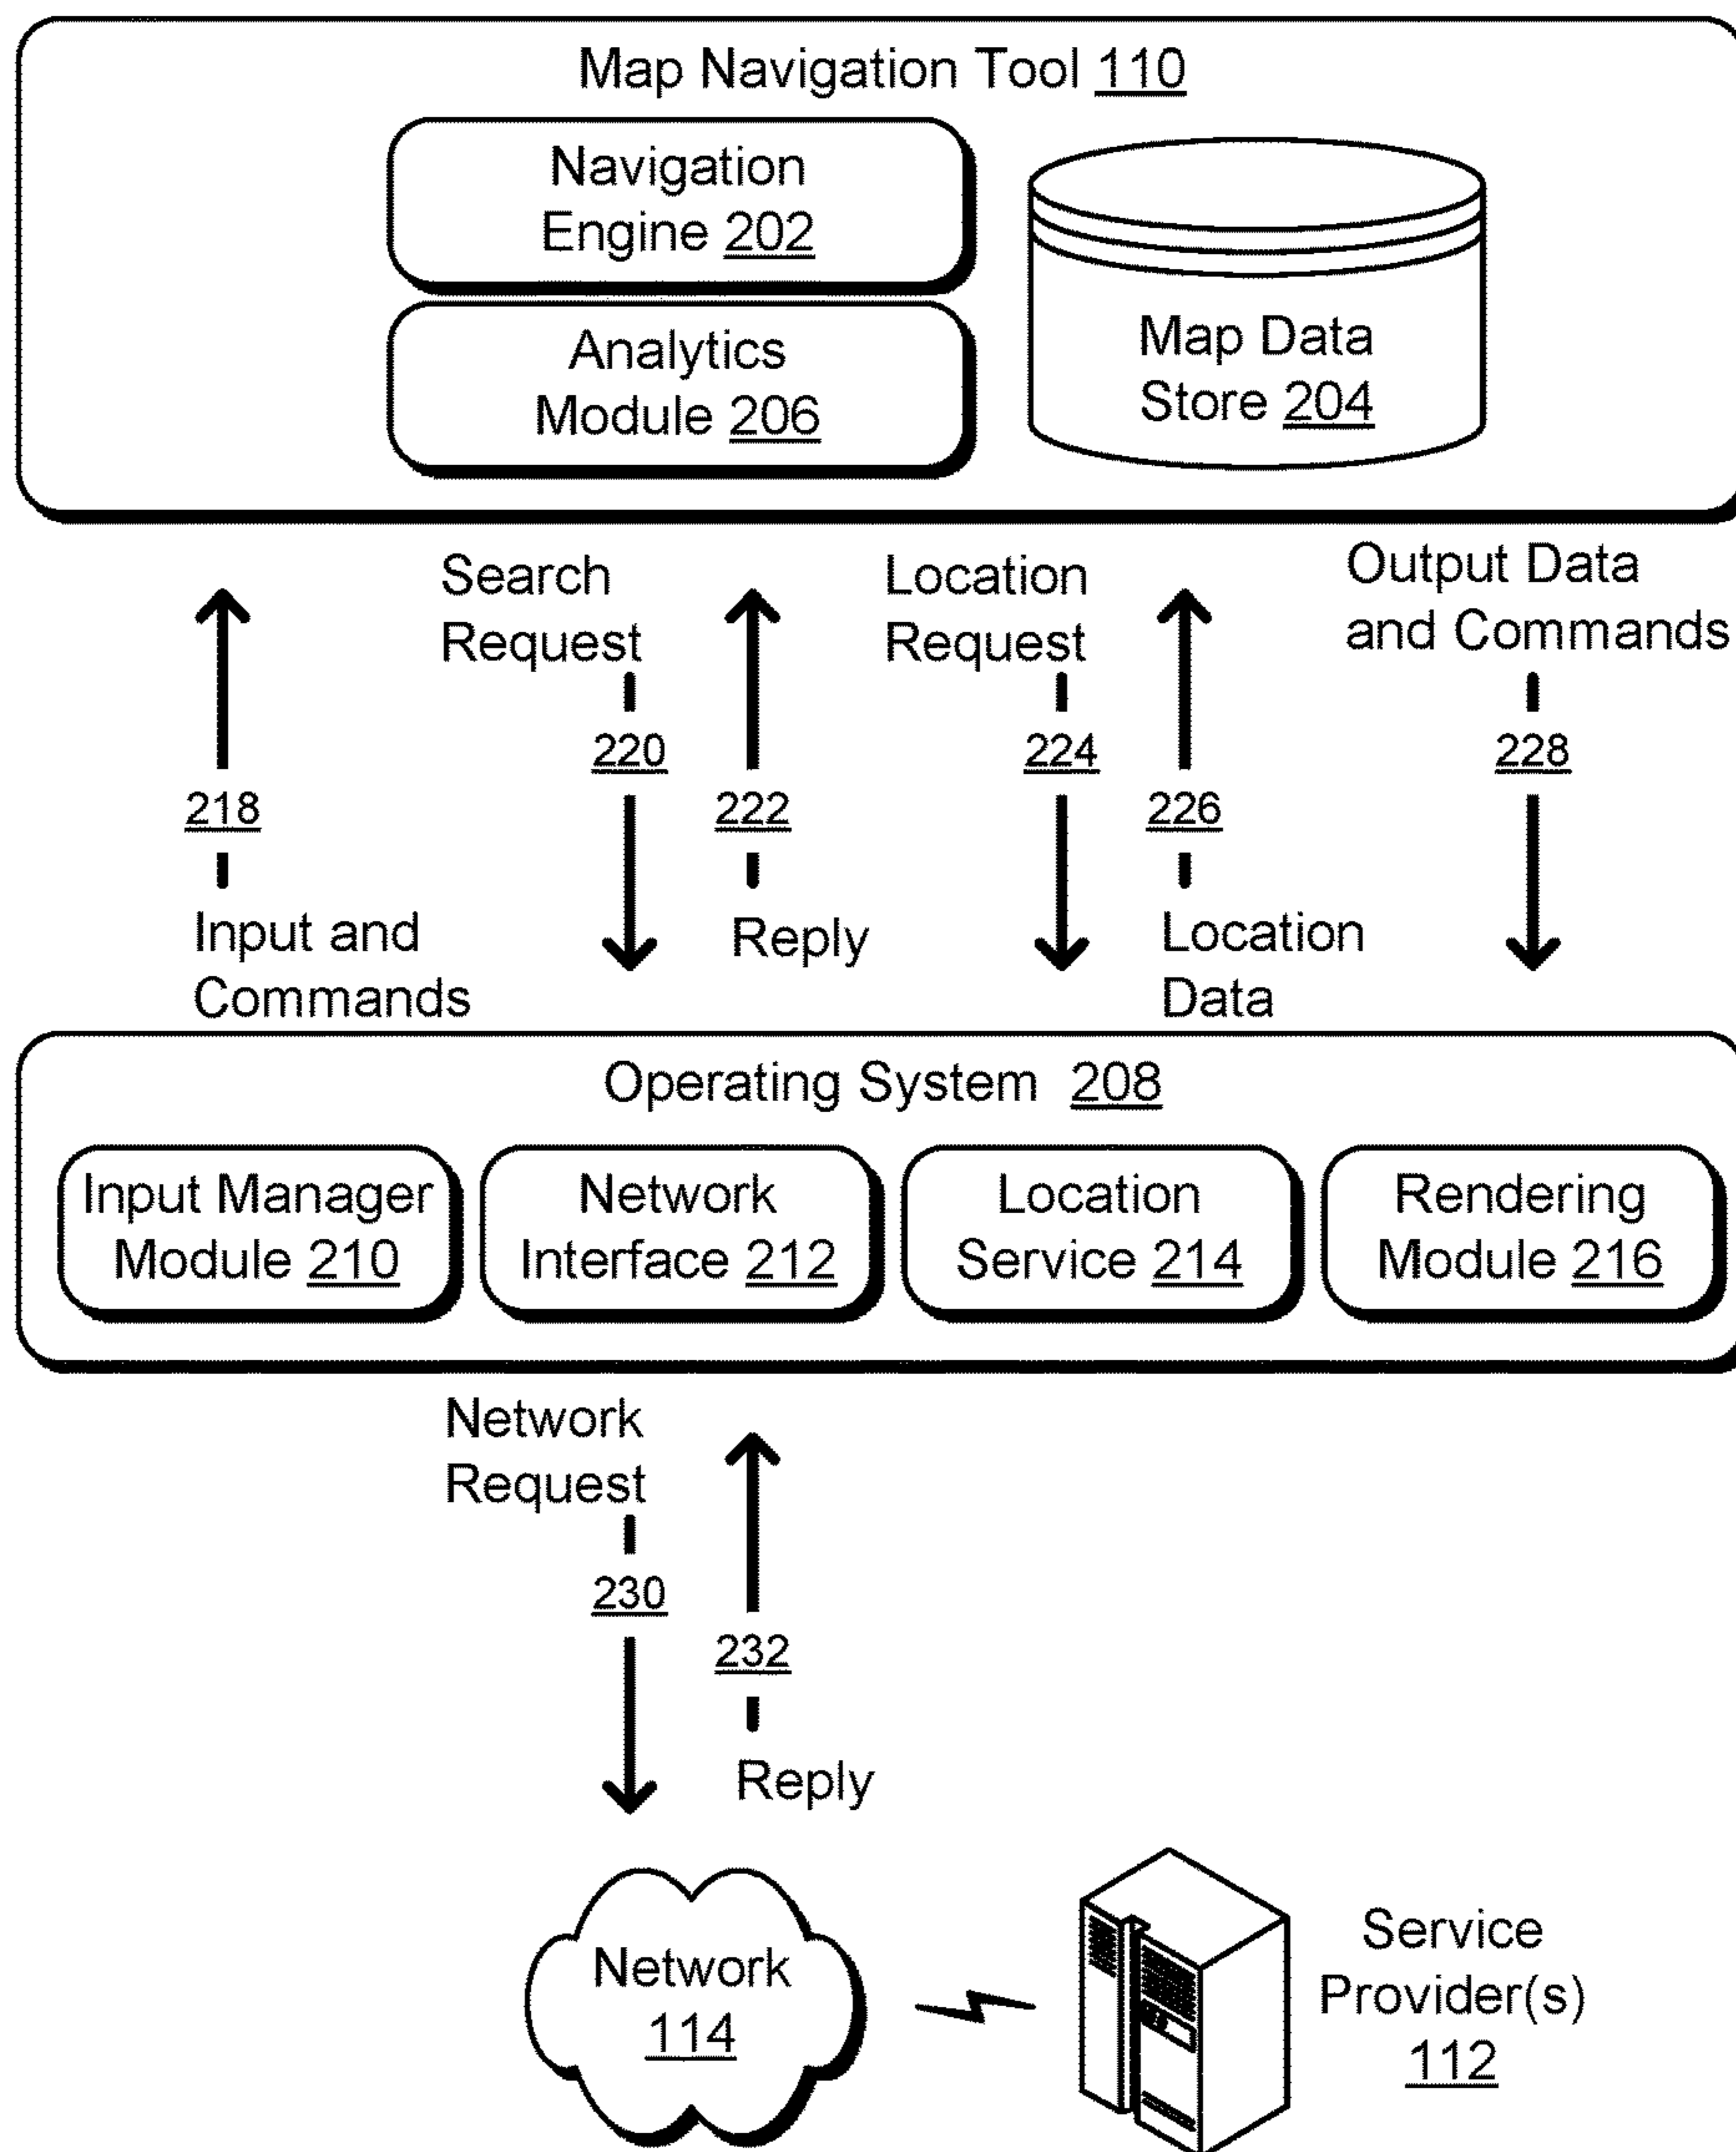 Map Navigation Tool 110
Navigation
Engine 202
Analytics
Module 206
Map Data
Store 204
Search
Request
220
Location
Request
224
Output Data
and Commands
228
218
Input and
Commands
222
Reply
226
Location
Data
Operating System 208
Input Manager
Module 210
Network
Interface 212
Location
Service 214
Rendering
Module 216
Network
Request
230
232
Reply
Network
114
Service
Provider(s)
112